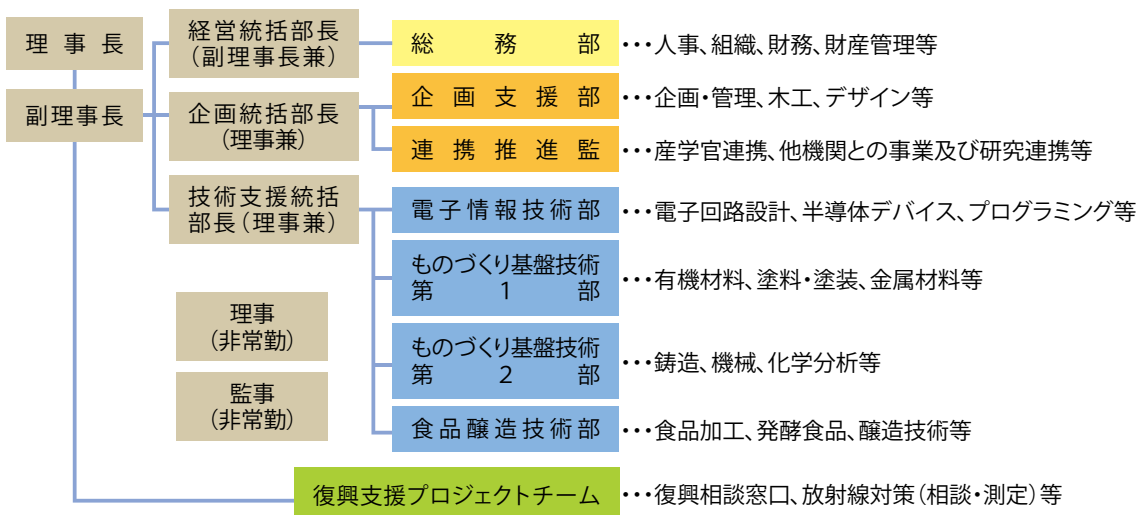 理事長
副理事長
経営統括部長
（副理事長兼）
企画統括部長
（理事兼）
技術支援統括
部長（理事兼）
理事
（非常勤）
監事
（非常勤）
総務部 ・・・人事、組織、財務、財産管理等
企画支援部 ・・・企画・管理、木工、デザイン等
連携推進監 ・・・産学官連携、他機関との事業及び研究連携等
電子情報技術部 ・・・電子回路設計、半導体デバイス、プログラミング等
ものづくり基盤技術
第1部 ・・・有機材料、塗料・塗装、金属材料等
ものづくり基盤技術
第2部 ・・・鋳造、機械、化学分析等
食品醸造技術部 ・・・食品加工、発酵食品、醸造技術等
復興支援プロジェクトチーム ・・・復興相談窓口、放射線対策（相談・測定）等